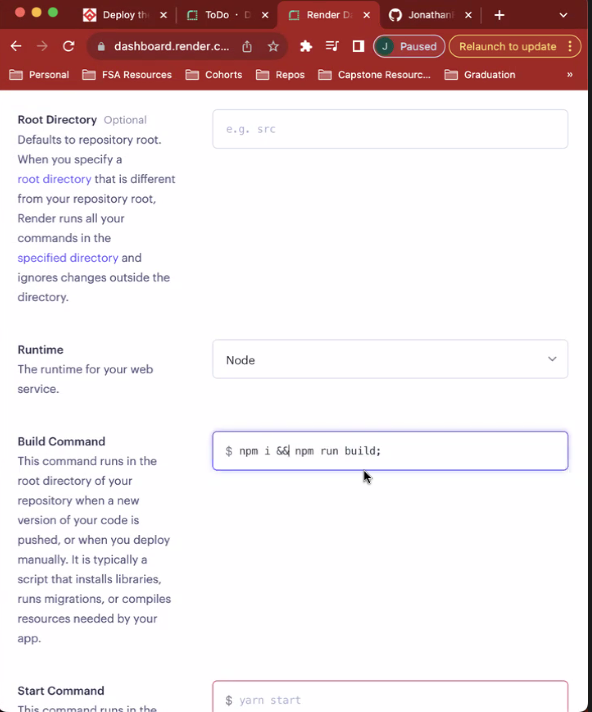 Deploy th
ToDo · D
Render Da
Jonathan
dashboard.render.c...
J Paused
Relaunch to update
Personal
FSA Resources
Cohorts
Repos
Capstone Resourc...
Graduation
»
Root Directory Optional
Defaults to repository root.
When you specify a
root directory that is different
from your repository root,
Render runs all your
commands in the
specified directory and
ignores changes outside the
directory.
e.g. src
Runtime
The runtime for your web
service.
Node
Build Command
This command runs in the
root directory of your
repository when a new
version of your code is
pushed, or when you deploy
manually. It is typically a
script that installs libraries,
runs migrations, or compiles
resources needed by your
app.
$ npm i && npm run build;
Start Command
This command runs in the
$ yarn start